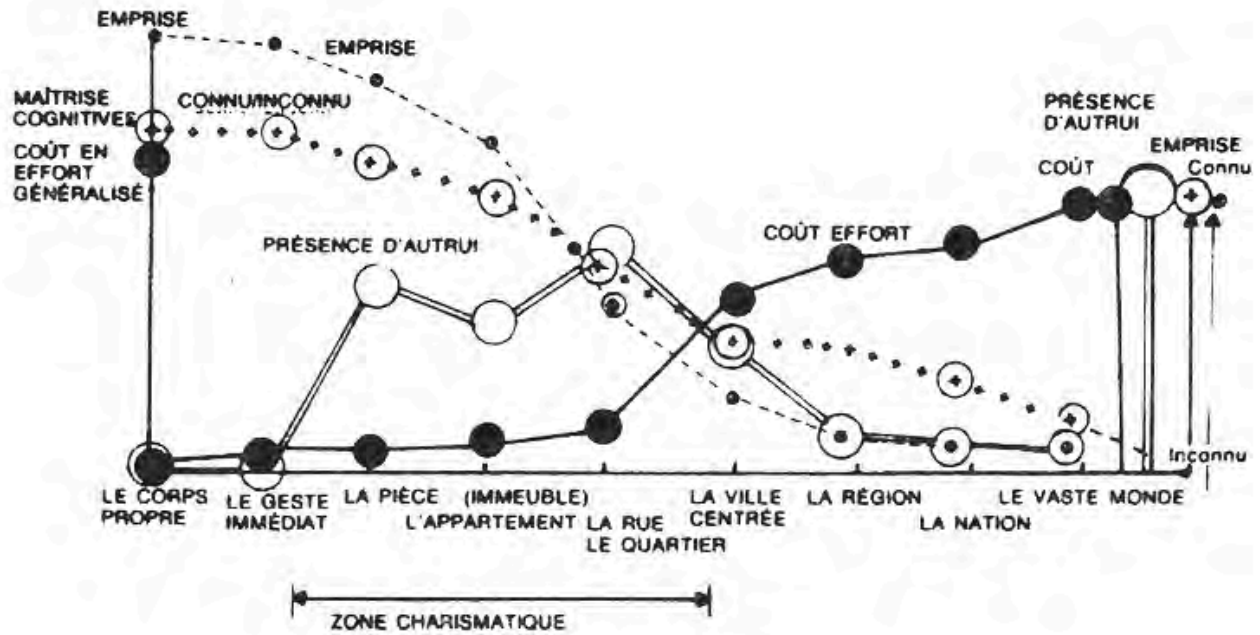 EMPRISE
EMPRISE
MAÎTRISE
COGNITIVE
CONNU/INCONNU
COÛT EN
EFFORT
GÉNÉRALISÉ
PRÉSENCE D'AUTRUI
COÛT EFFORT
PRÉSENCE
D'AUTRUI
COÛT
EMPRISE
Connu
Inconnu
LE CORPS
PROPRE
LE GESTE
IMMÉDIAT
LA PIÈCE
(IMMEUBLE)
L'APPARTEMENT
LA RUE
LE QUARTIER
LA VILLE
CENTRÉE
LA RÉGION
LA NATION
LE VASTE MONDE
ZONE CHARISMATIQUE